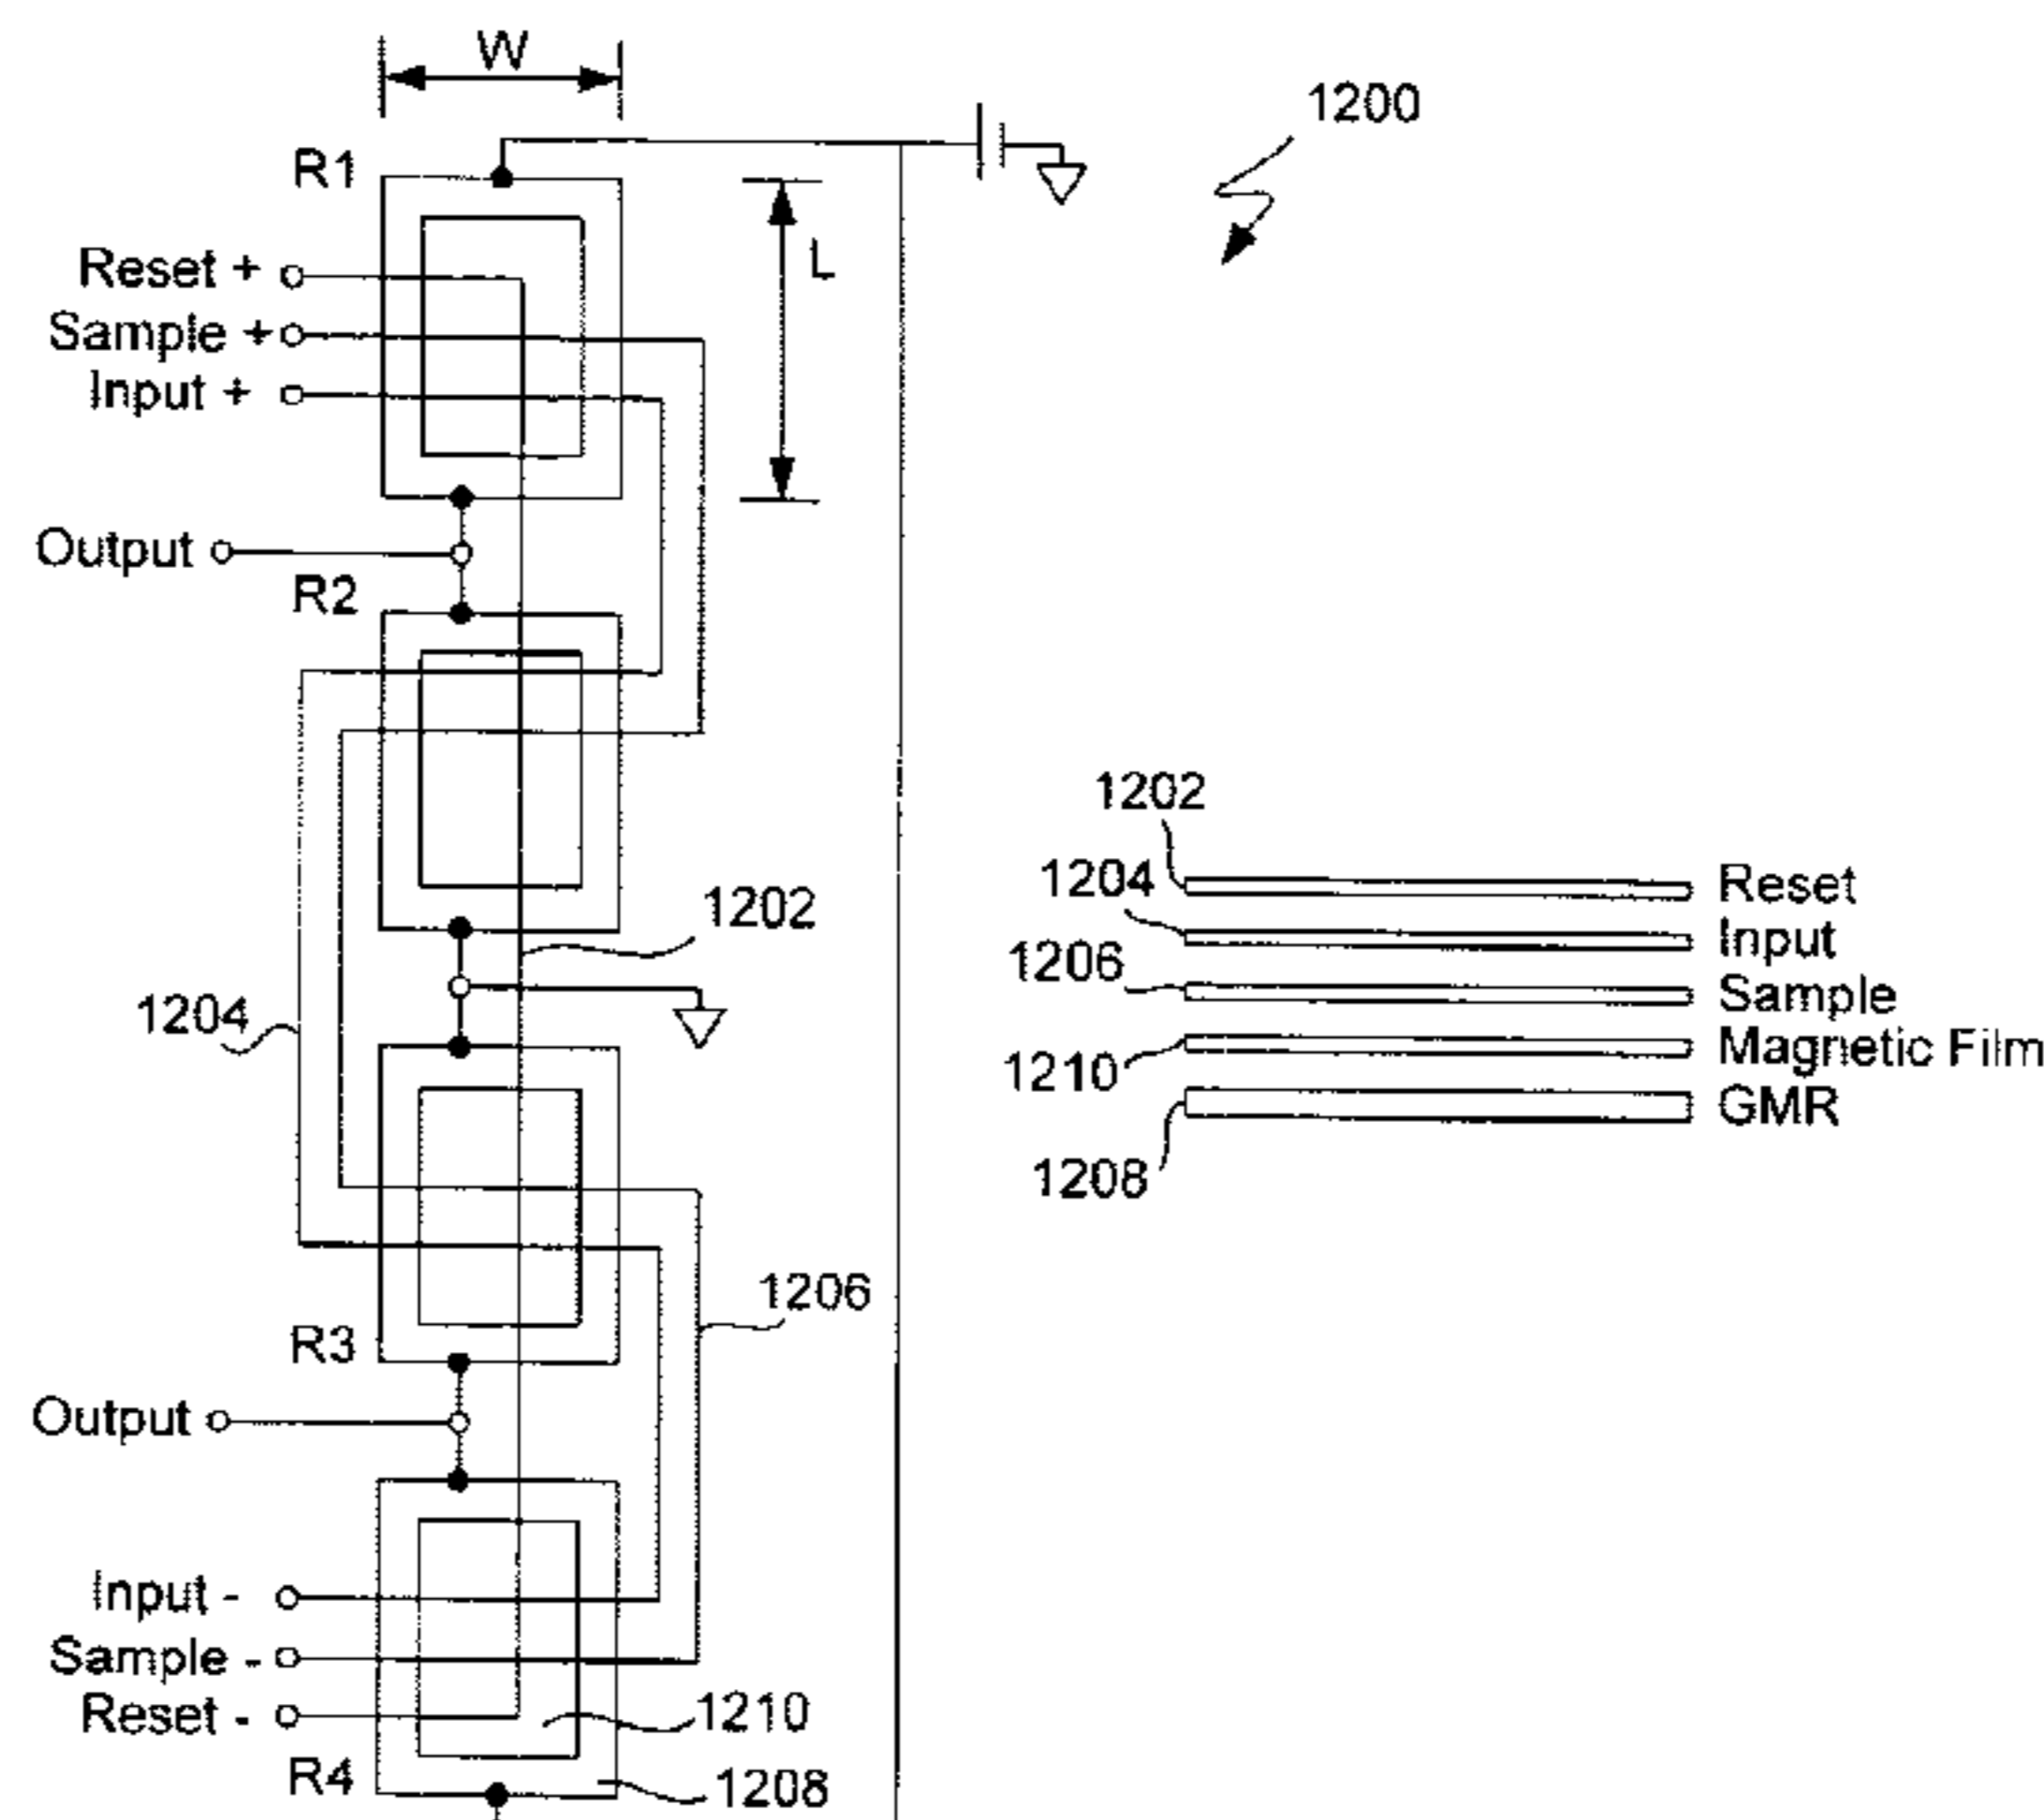 W
1200
R1
L
Reset +
Sample +
Input +
Output
R2
1202
1204
1202
1204
1206
1210
1208
Reset
Input
Sample
Magnetic Film
GMR
1206
R3
Output
Input -
Sample -
Reset -
1210
R4
1208